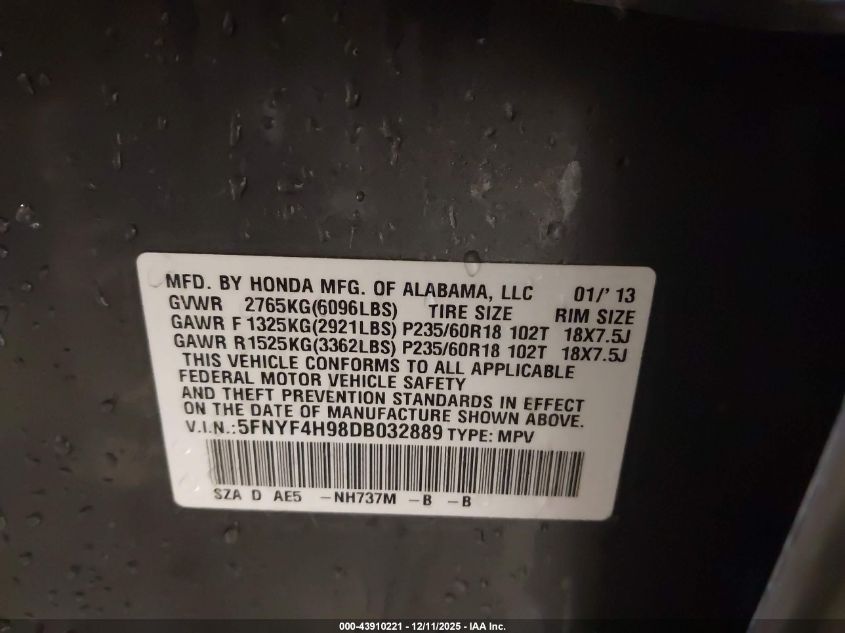 MFD. BY HONDA MFG. OF ALABAMA, LLC 01/'13
GVWR 2765KG(6096LBS) TIRE SIZE RIM SIZE
GAWR F 1325KG(2921LBS) P235/60R18 102T 18X7.5J
GAWR R 1525KG(3362LBS) P235/60R18 102T 18X7.5J
THIS VEHICLE CONFORMS TO ALL APPLICABLE
FEDERAL MOTOR VEHICLE SAFETY
AND THEFT PREVENTION STANDARDS IN EFFECT
ON THE DATE OF MANUFACTURE SHOWN ABOVE.
V.I.N.:5FNYF4H98DB032889 TYPE: MPV
SZA D AE5 -NH737M -B -B
000-43910221 - 12/11/2025 - IAA Inc.